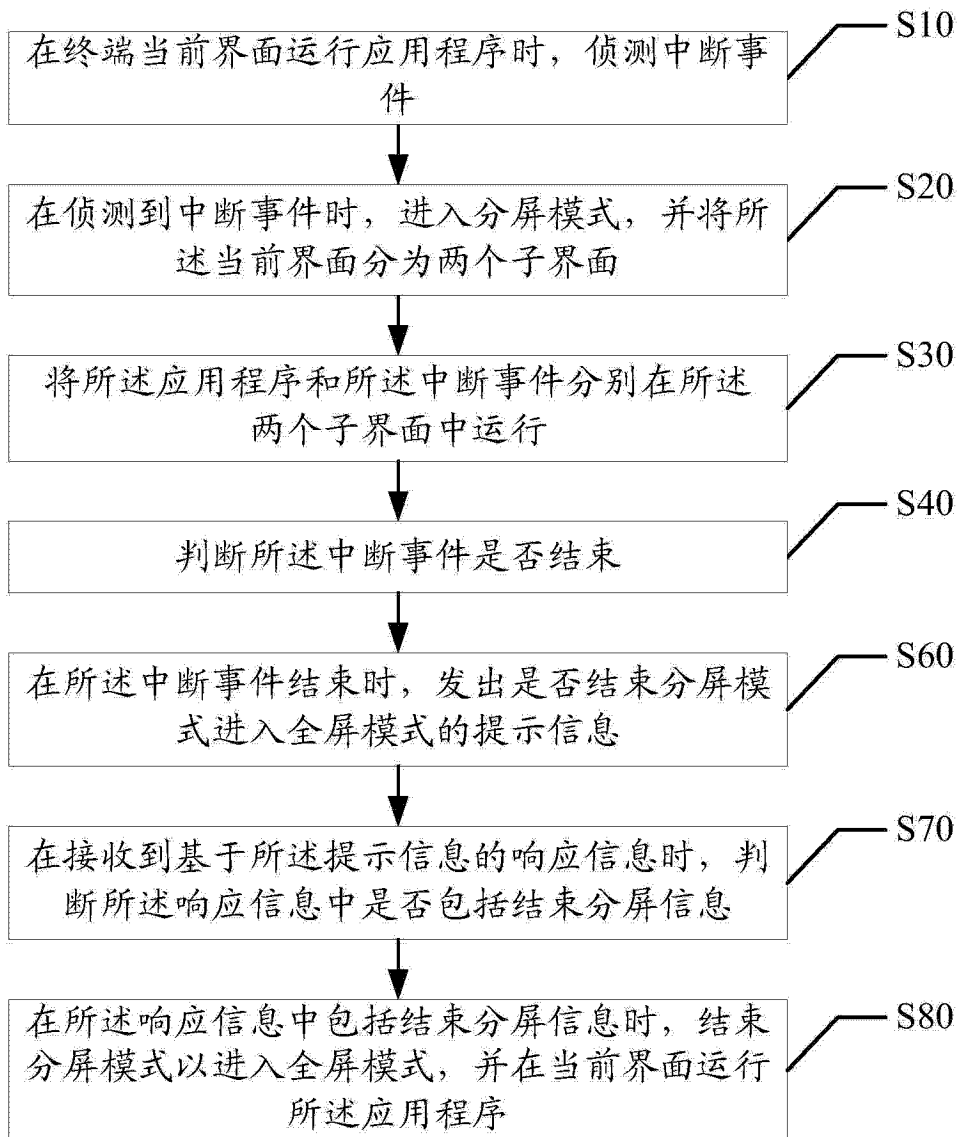 S10
在终端当前界面运行应用程序时，侦测中断事
件
S20
在侦测到中断事件时，进入分屏模式，并将所
述当前界面分为两个子界面
S30
将所述应用程序和所述中断事件分别在所述
两个子界面中运行
S40
判断所述中断事件是否结束
S60
在所述中断事件结束时，发出是否结束分屏模
式进入全屏模式的提示信息
S70
在接收到基于所述提示信息的响应信息时，判
断所述响应信息中是否包括结束分屏信息
S80
在所述响应信息中包括结束分屏信息时，结束
分屏模式以进入全屏模式，并在当前界面运行
所述应用程序